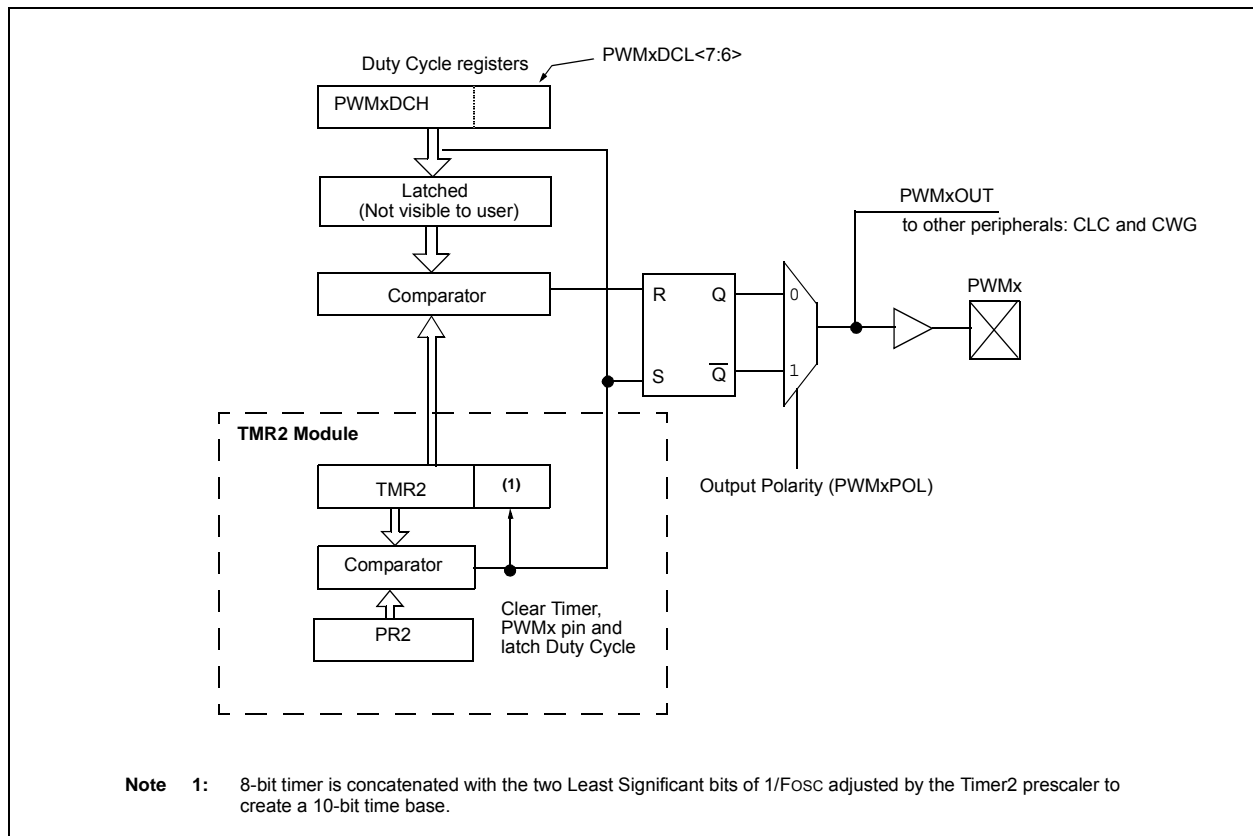 Duty Cycle registers
PWMxDCL<7:6>
PWMxDCH
Latched
(Not visible to user)
Comparator
R
Q
S
Q̅
0
1
PWMxOUT
to other peripherals: CLC and CWG
PWMx
Output Polarity (PWMxPOL)
TMR2 Module
TMR2
(1)
Comparator
PR2
Clear Timer,
PWMx pin and
latch Duty Cycle
Note 1: 8-bit timer is concatenated with the two Least Significant bits of 1/FOSC adjusted by the Timer2 prescaler to
create a 10-bit time base.